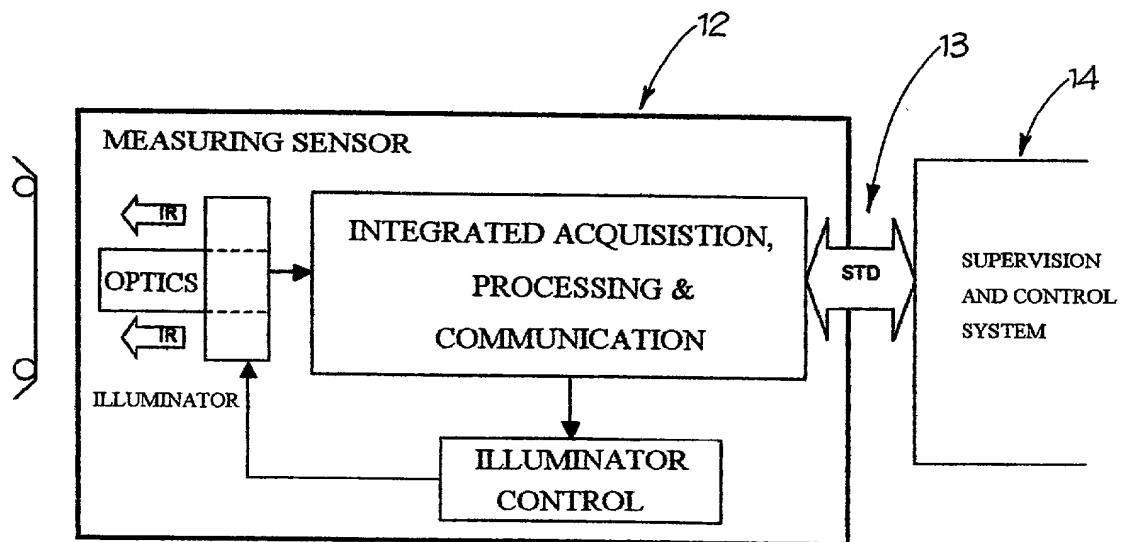 12
13
14
MEASURING SENSOR
IR
OPTICS
IR
ILLUMINATOR
INTEGRATED ACQUISISTION,
PROCESSING &
COMMUNICATION
STD
SUPERVISION
AND CONTROL
SYSTEM
ILLUMINATOR
CONTROL